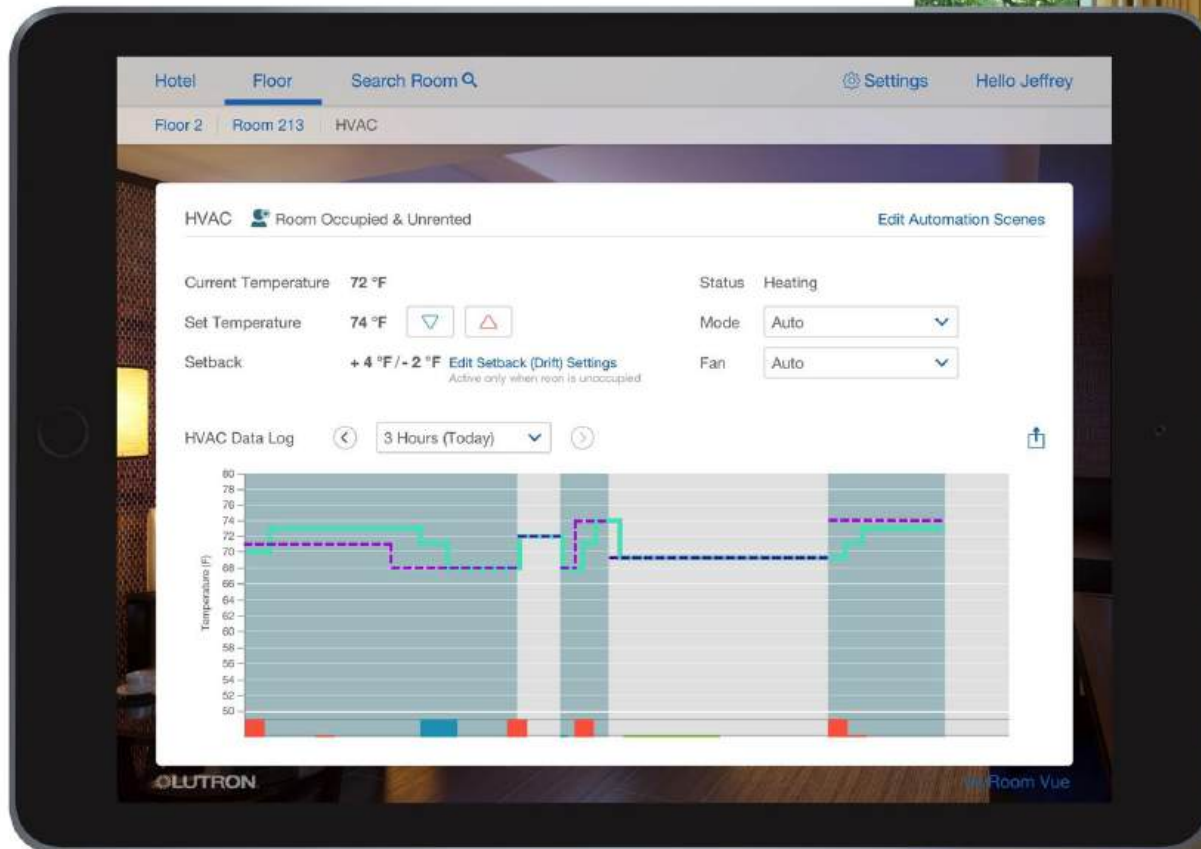 Hotel Floor Search Room Settings Hello Jeffrey
Floor 2 Room 213 HVAC
HVAC Room Occupied & Unrented Edit Automation Scenes
Current Temperature 72 °F Status Heating
Set Temperature 74 °F Mode Auto
Setback + 4 °F / - 2 °F Edit Setback (Drift) Settings Fan Auto
Active only when room is unoccupied
HVAC Data Log 3 Hours (Today)
80
78
76
74
72
70
68
66
64
62
60
58
56
54
52
50
Temperature (F)
LUTRON Room Vue